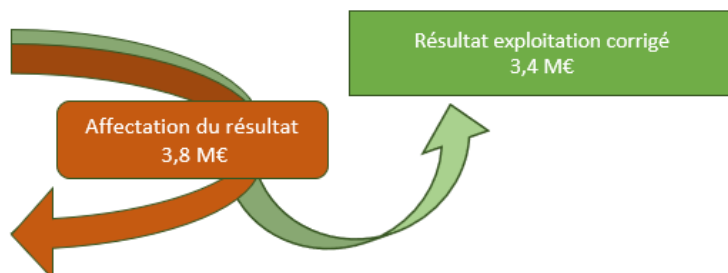 Résultat exploitation corrigé
3,4 M€
Affectation du résultat
3,8 M€